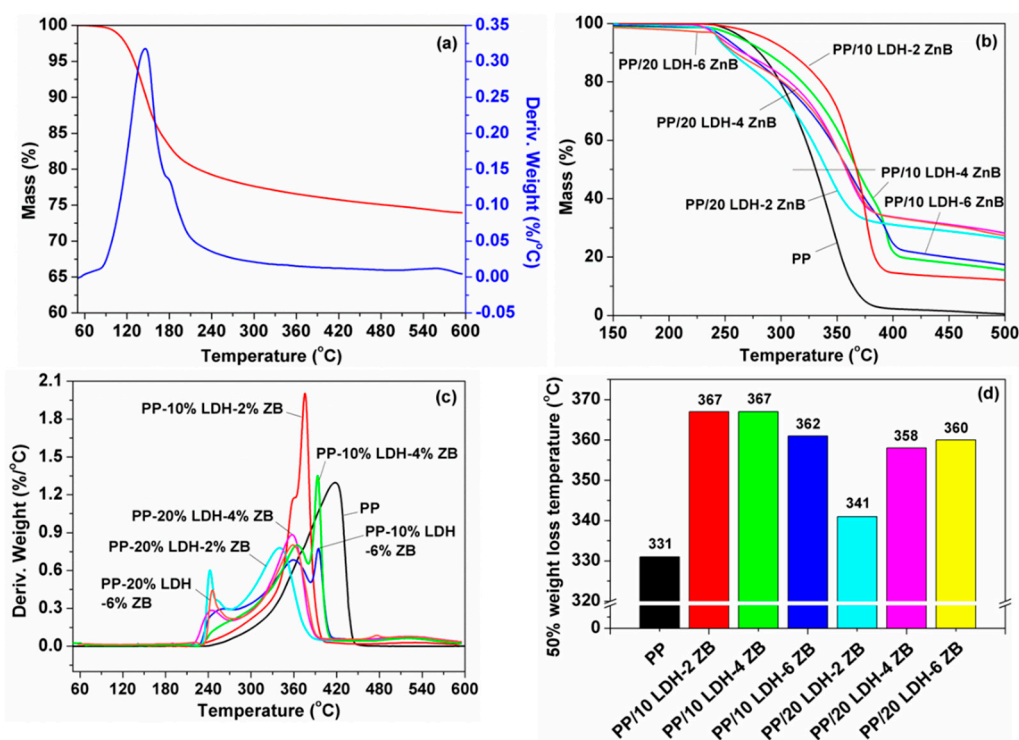 (a)
100
95
90
85
80
75
70
65
60
Mass (%)
0.35
0.30
0.25
0.20
0.15
0.10
0.05
0.00
-0.05
Deriv. Weight (%/°C)
60 120 180 240 300 360 420 480 540 600
Temperature (°C)
(b)
100
80
60
40
20
0
Mass (%)
PP/10 LDH-2 ZnB
PP/20 LDH-6 ZnB
PP/20 LDH-4 ZnB
PP/10 LDH-4 ZnB
PP/20 LDH-2 ZnB
PP/10 LDH-6 ZnB
PP
150 200 250 300 350 400 450 500
Temperature (°C)
(c)
2.1
1.8
1.5
1.2
0.9
0.6
0.3
0.0
Deriv. Weight (%/°C)
PP-10% LDH-2% ZB
PP-10% LDH-4% ZB
PP
PP-20% LDH-4% ZB
PP-10% LDH
-6% ZB
PP-20% LDH-2% ZB
PP-20% LDH
-6% ZB
60 120 180 240 300 360 420 480 540 600
Temperature (°C)
(d)
50% weight loss temperature (°C)
370
360
350
340
330
320
0
331
367
367
362
341
358
360
PP
PP/10 LDH-2 ZB
PP/10 LDH-4 ZB
PP/10 LDH-6 ZB
PP/20 LDH-2 ZB
PP/20 LDH-4 ZB
PP/20 LDH-6 ZB